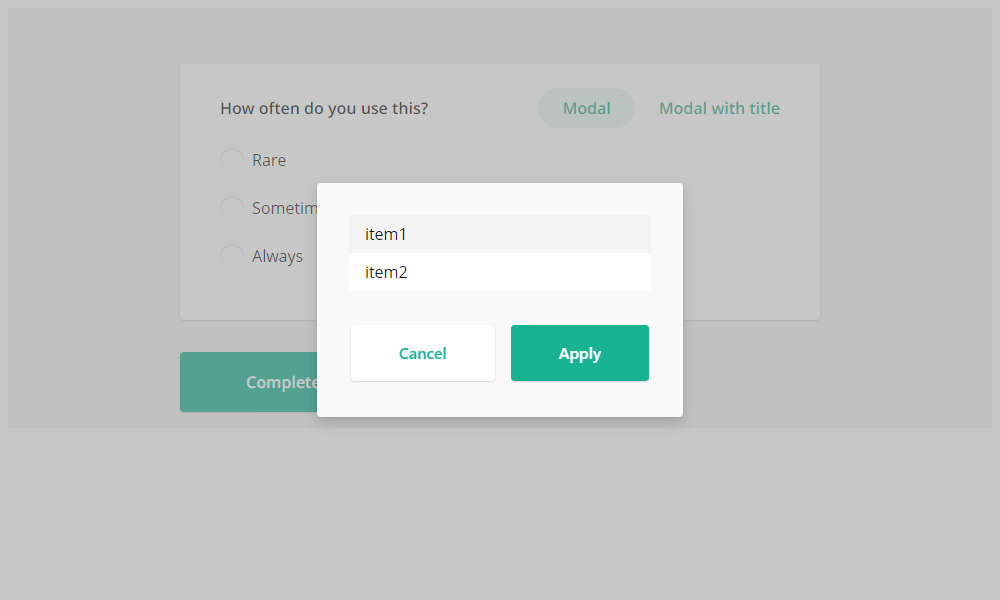 How often do you use this?
Modal
Modal with title
Rare
Sometim
Always
item1
item2
Cancel
Apply
Complete